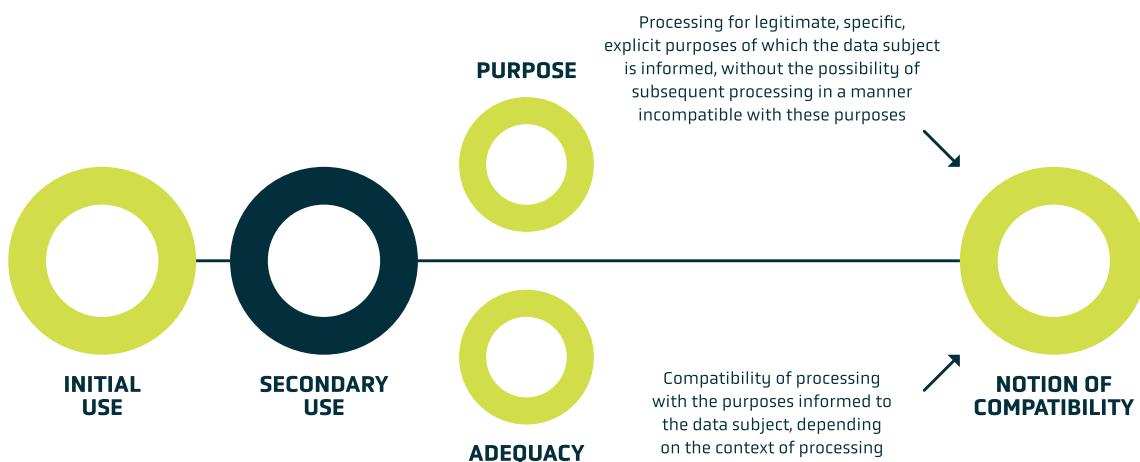 Processing for legitimate, specific,
explicit purposes of which the data subject
is informed, without the possibility of
subsequent processing in a manner
incompatible with these purposes
PURPOSE
INITIAL
USE
SECONDARY
USE
ADEQUACY
Compatibility of processing
with the purposes informed to
the data subject, depending
on the context of processing
NOTION OF
COMPATIBILITY